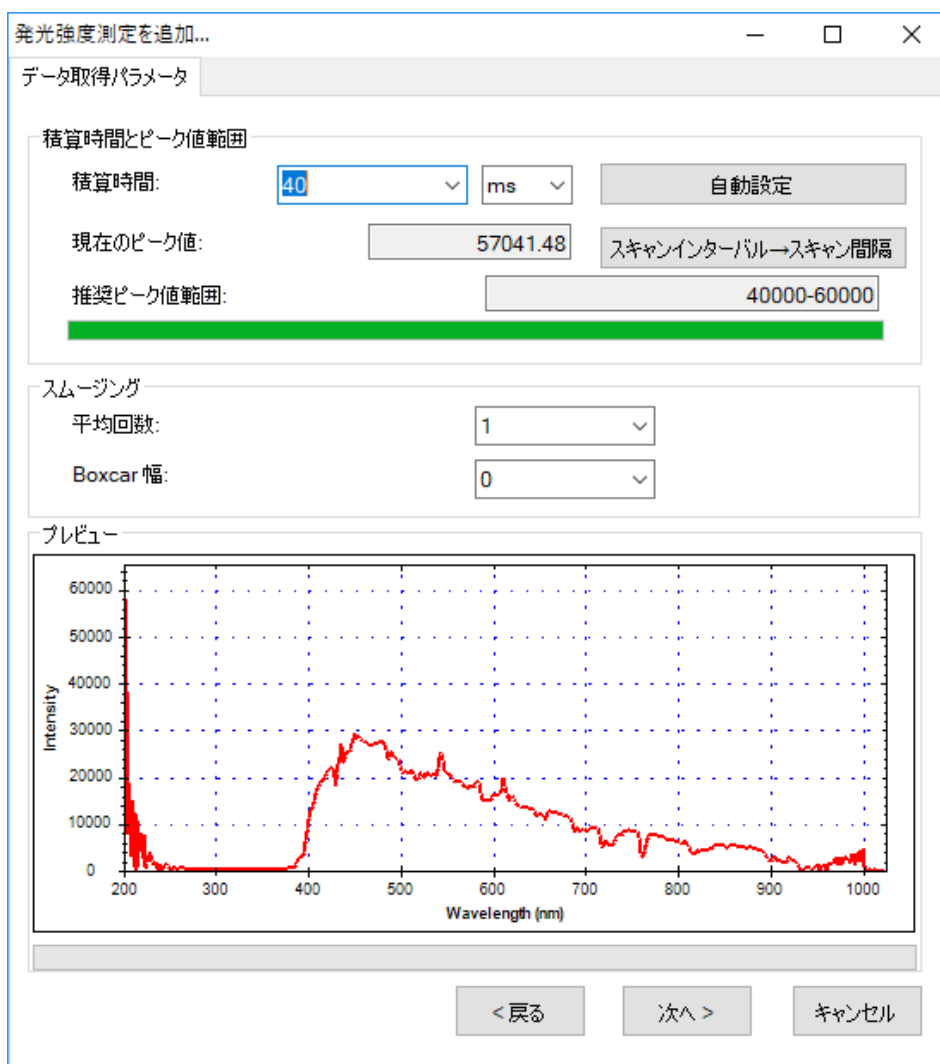 発光強度測定を追加...
データ取得パラメータ
積算時間とピーク値範囲
積算時間: 40 ms 自動設定
現在のピーク値: 57041.48 スキャンインターバル→スキャン間隔
推奨ピーク値範囲: 40000-60000
スムージング
平均回数: 1
Boxcar 幅: 0
プレビュー
60000
50000
40000
30000
20000
10000
0
Intensity
200 300 400 500 600 700 800 900 1000
Wavelength (nm)
< 戻る 次へ > キャンセル